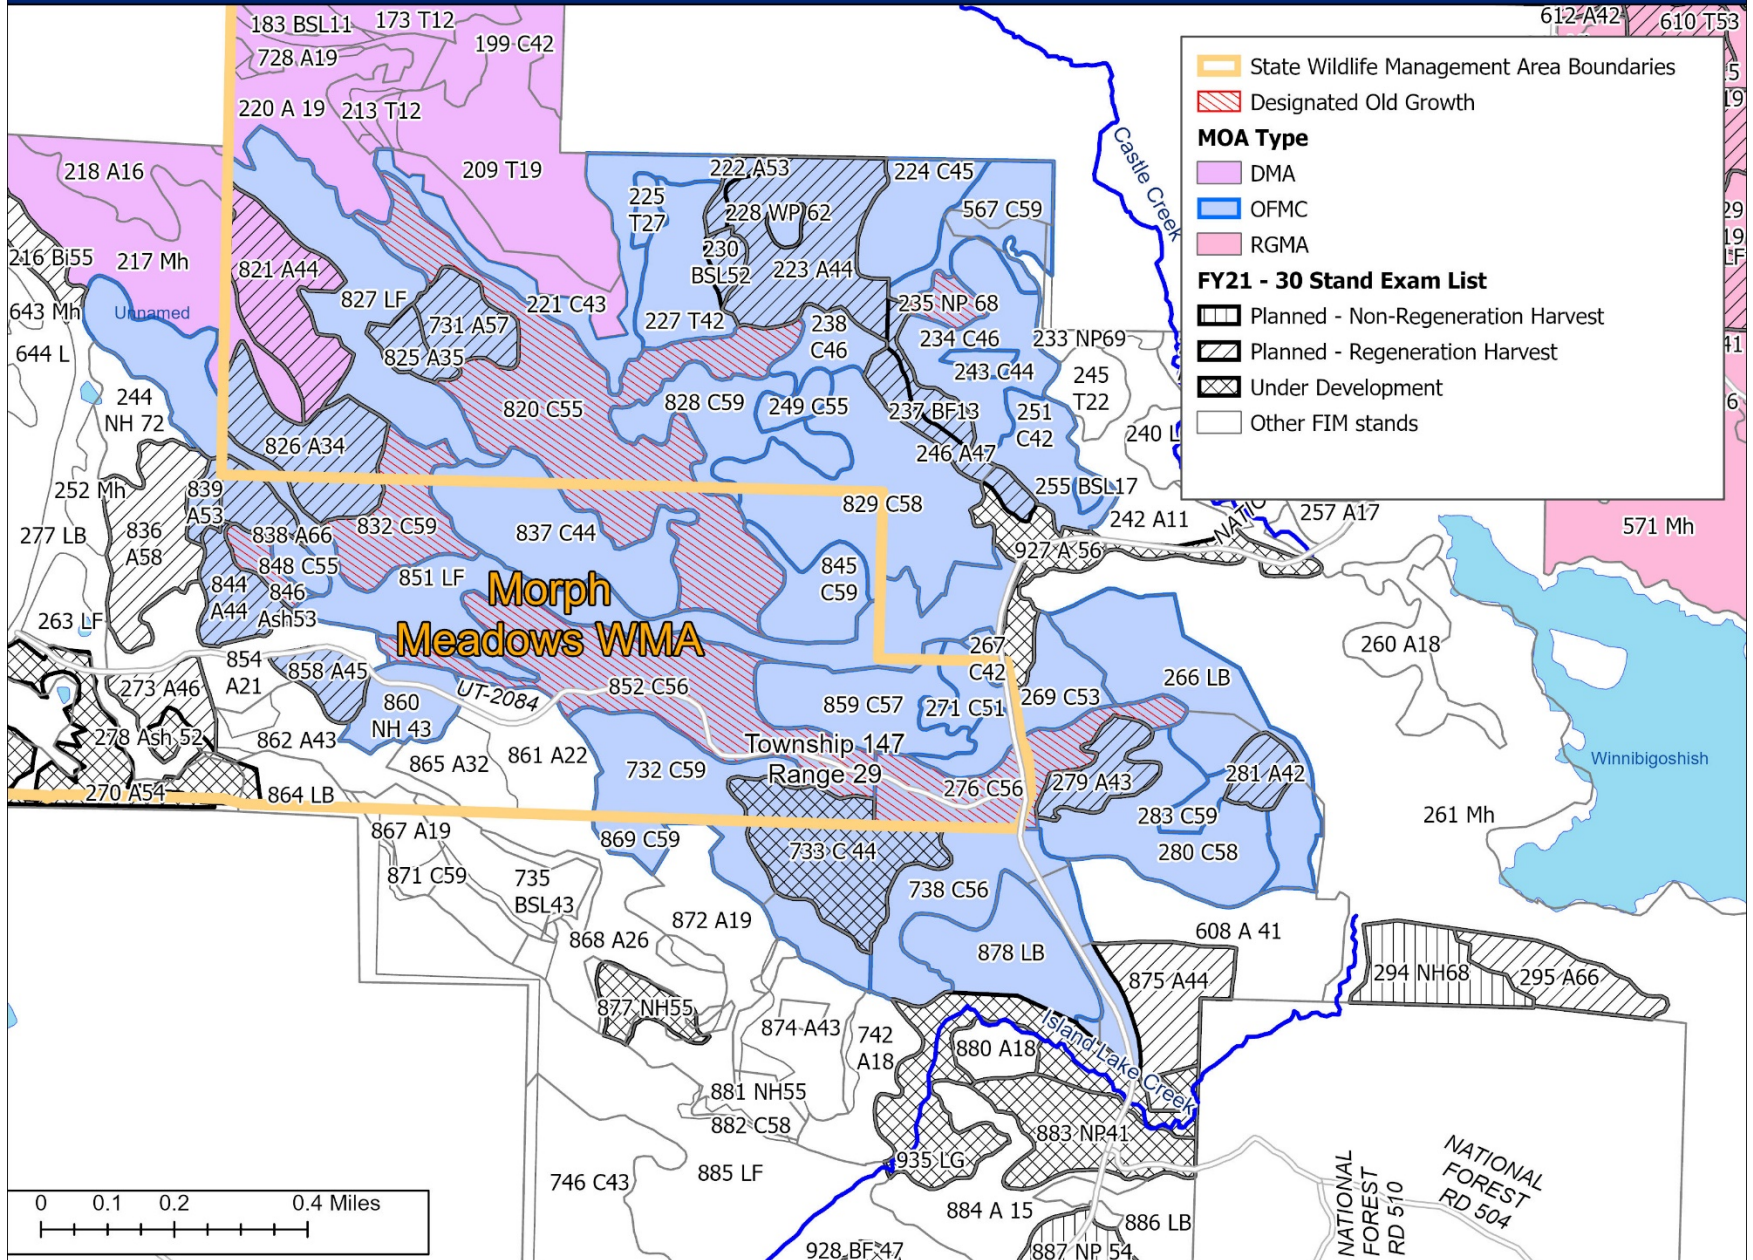 183 BSL11
173 T12
612 A42
610 T53
199 C42
728 A19
220 A 19
213 T12
218 A16
209 T19
222 A53
224 C45
225
T27
228 WP 62
567 C59
Castle Creek
230
BSL52
223 A44
216 Bi55
217 Mh
821 A44
827 LF
221 C43
235 NP 68
643 Mh
Unnamed
731 A57
227 T42
238
C46
234 C46
233 NP69
644 L
825 A35
243 C44
245
T22
244
NH 72
820 C55
828 C59
249 C55
237 BF13
251
C42
240 L
826 A34
246 A47
252 Mh
839
A53
829 C58
255 BSL17
242 A11
NATIO
257 A17
571 Mh
277 LB
836
A58
838 A66
832 C59
837 C44
927 A 56
848 C55
851 LF
845
C59
844
A44
846
Ash53
Morph
Meadows WMA
263 LF
267
C42
260 A18
854
A21
858 A45
273 A46
UT-2084
852 C56
859 C57
271 C51
269 C53
266 LB
860
NH 43
278 Ash 52
862 A43
865 A32
861 A22
732 C59
Township 147
Range 29
276 C56
279 A43
281 A42
Winnibigoshish
270 A54
864 LB
283 C59
261 Mh
867 A19
869 C59
733 C 44
280 C58
871 C59
735
BSL43
738 C56
872 A19
868 A26
608 A 41
878 LB
875 A44
294 NH68
295 A66
877 NH55
874 A43
742
A18
880 A18
Island Lake Creek
881 NH55
882 C58
883 NP41
935 LG
746 C43
885 LF
884 A 15
886 LB
928 BF 47
887 NP 54
NATIONAL
FOREST
RD 510
NATIONAL
FOREST
RD 504
State Wildlife Management Area Boundaries
Designated Old Growth
MOA Type
DMA
OFMC
RGMA
FY21 - 30 Stand Exam List
Planned - Non-Regeneration Harvest
Planned - Regeneration Harvest
Under Development
Other FIM stands
5
19
29
19
LF
41
6
0 0.1 0.2 0.4 Miles